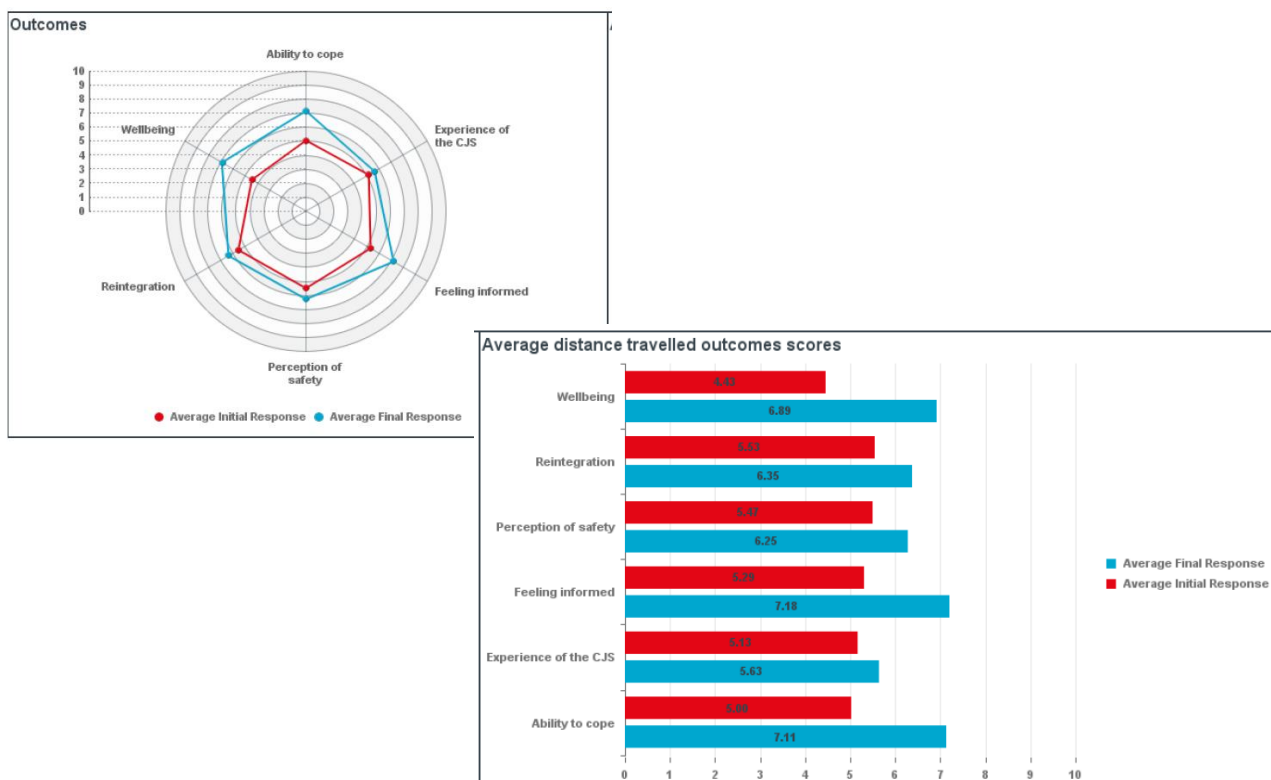 Outcomes
Ability to cope
10
9
8
7
6
5
4
3
2
1
0
Wellbeing
Experience of
the CJS
Reintegration
Feeling informed
Perception of
safety
Average Initial Response
Average Final Response
Average distance travelled outcomes scores
Wellbeing
4.43
6.89
Reintegration
5.53
6.35
Perception of safety
5.47
6.25
Feeling informed
5.29
7.18
Experience of the CJS
5.13
5.63
Ability to cope
5.00
7.11
Average Final Response
Average Initial Response
0 1 2 3 4 5 6 7 8 9 10